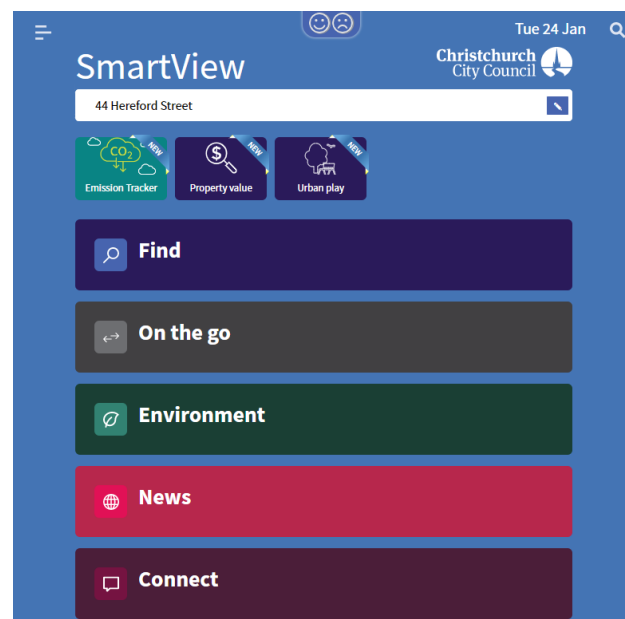 Tue 24 Jan
SmartView
Christchurch
City Council
44 Hereford Street
CO2
NEW
$
NEW
NEW
Emission Tracker
Property value
Urban play
Find
On the go
Environment
News
Connect